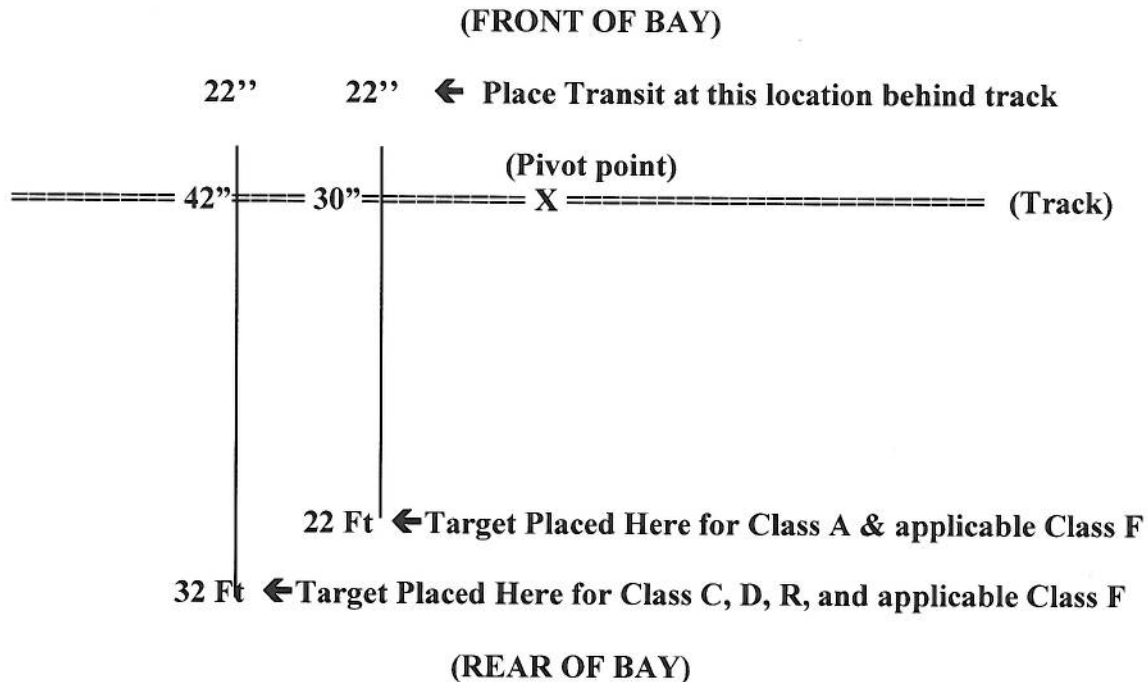 (FRONT OF BAY)
22’’ 22’’ ← Place Transit at this location behind track
(Pivot point)
========= 42”==== 30”========= X ======================= (Track)
22 Ft ←Target Placed Here for Class A & applicable Class F
32 Ft ←Target Placed Here for Class C, D, R, and applicable Class F
(REAR OF BAY)